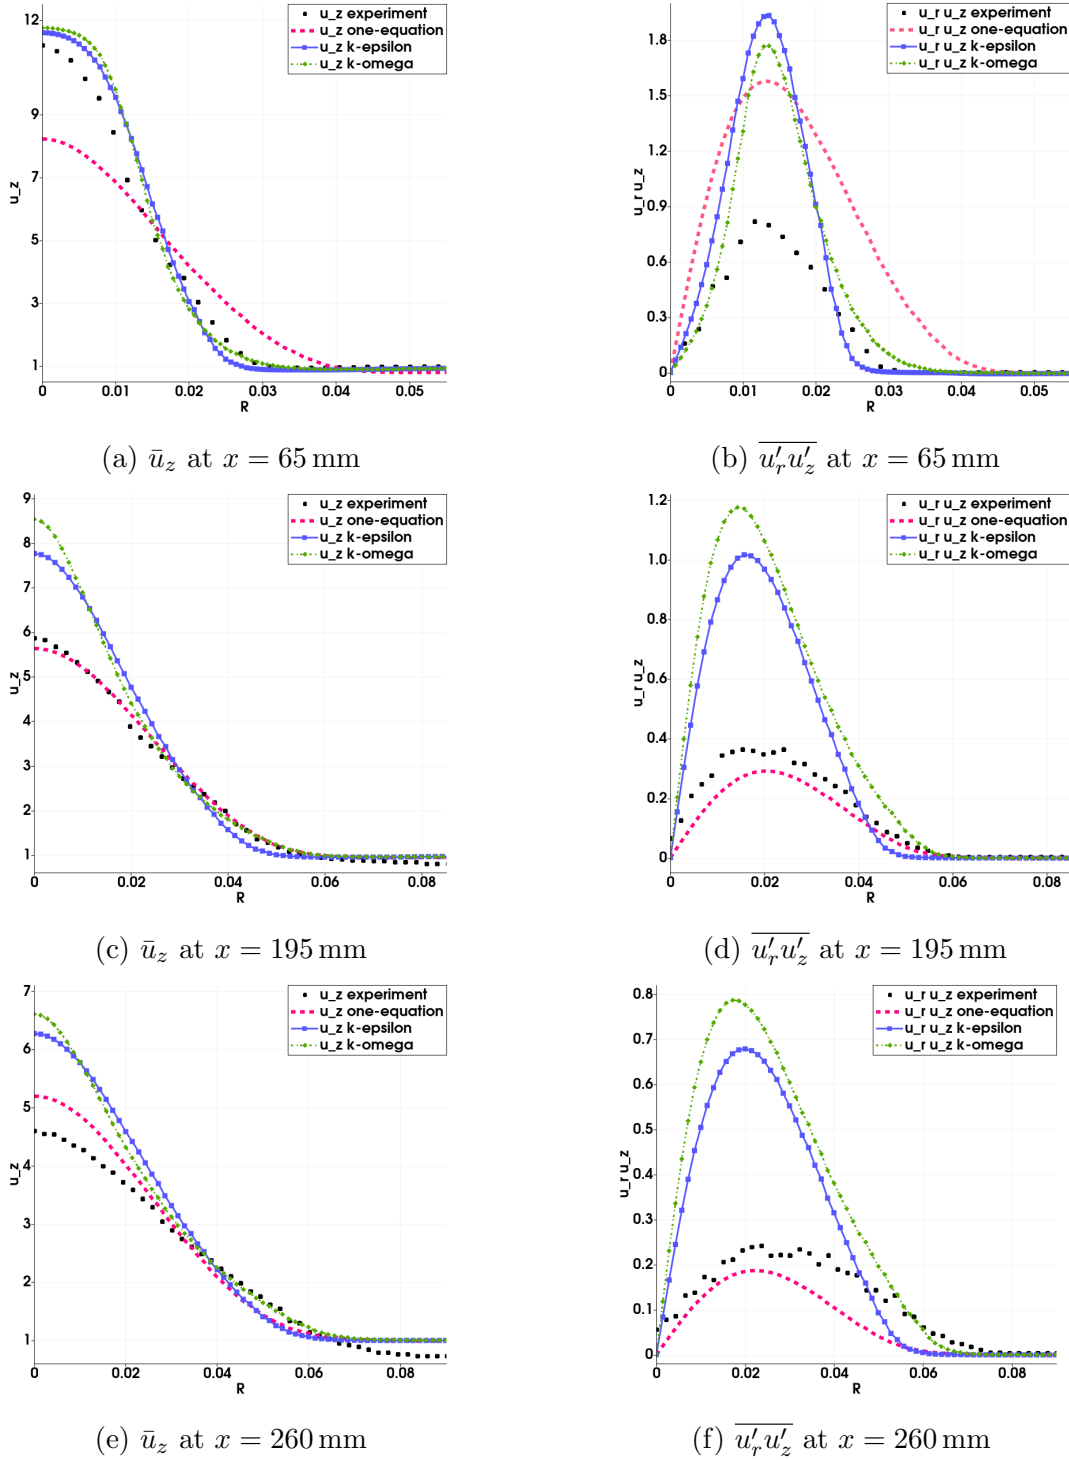 12
11
9
7
5
3
1
u_z
0
0.01
0.02
0.03
0.04
0.05
R
u_z experiment
u_z one-equation
u_z k-epsilon
u_z k-omega
(a) ūz at x = 65 mm
1.8
1.5
1.2
0.9
0.6
0.3
0
u_r u_z
0
0.01
0.02
0.03
0.04
0.05
R
u_r u_z experiment
u_r u_z one-equation
u_r u_z k-epsilon
u_r u_z k-omega
(b) $\overline{u'_r u'_z}$ at x = 65 mm
9
8
7
6
5
4
3
2
1
u_z
0
0.02
0.04
0.06
0.08
R
u_z experiment
u_z one-equation
u_z k-epsilon
u_z k-omega
(c) ūz at x = 195 mm
1.2
1.0
0.8
0.6
0.4
0.2
0
u_r u_z
0
0.02
0.04
0.06
0.08
R
u_r u_z experiment
u_r u_z one-equation
u_r u_z k-epsilon
u_r u_z k-omega
(d) $\overline{u'_r u'_z}$ at x = 195 mm
7
6
5
4
3
2
1
u_z
0
0.02
0.04
0.06
0.08
R
u_z experiment
u_z one-equation
u_z k-epsilon
u_z k-omega
(e) ūz at x = 260 mm
0.8
0.7
0.6
0.5
0.4
0.3
0.2
0.1
0
u_r u_z
0
0.02
0.04
0.06
0.08
R
u_r u_z experiment
u_r u_z one-equation
u_r u_z k-epsilon
u_r u_z k-omega
(f) $\overline{u'_r u'_z}$ at x = 260 mm